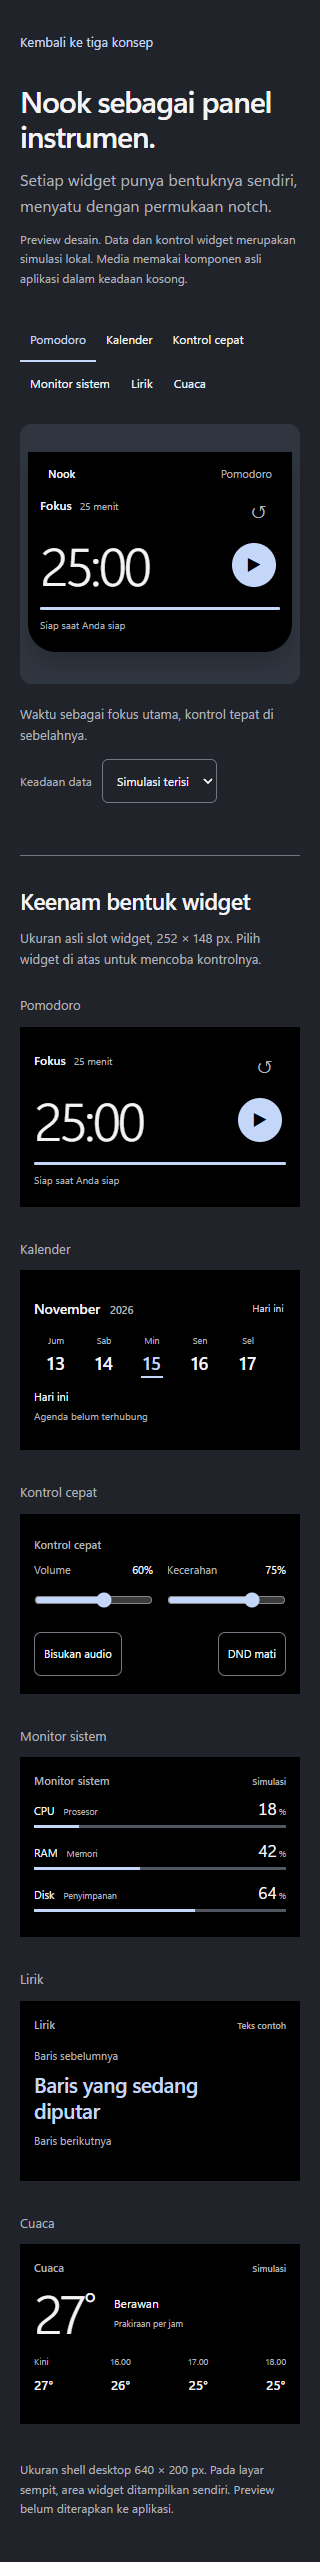 Kembali ke tiga konsep
Nook sebagai panel
instrumen.
Setiap widget punya bentuknya sendiri,
menyatu dengan permukaan notch.
Preview desain. Data dan kontrol widget merupakan
simulasi lokal. Media memakai komponen asli
aplikasi dalam keadaan kosong.
Pomodoro Kalender Kontrol cepat
Monitor sistem Lirik Cuaca
Nook Pomodoro
Fokus 25 menit
25:00
Siap saat Anda siap
Waktu sebagai fokus utama, kontrol tepat di
sebelahnya.
Keadaan data Simulasi terisi
Keenam bentuk widget
Ukuran asli slot widget, 252 × 148 px. Pilih
widget di atas untuk mencoba kontrolnya.
Pomodoro
Fokus 25 menit
25:00
Siap saat Anda siap
Kalender
November 2026 Hari ini
Jum Sab Min Sen Sel
13 14 15 16 17
Hari ini
Agenda belum terhubung
Kontrol cepat
Kontrol cepat
Volume 60% Kecerahan 75%
Bisukan audio DND mati
Monitor sistem
Monitor sistem Simulasi
CPU Prosesor 18 %
RAM Memori 42 %
Disk Penyimpanan 64 %
Lirik
Lirik Teks contoh
Baris sebelumnya
Baris yang sedang
diputar
Baris berikutnya
Cuaca
Cuaca Simulasi
27° Berawan
Prakiraan per jam
Kini 16.00 17.00 18.00
27° 26° 25° 25°
Ukuran shell desktop 640 × 200 px. Pada layar
sempit, area widget ditampilkan sendiri. Preview
belum diterapkan ke aplikasi.